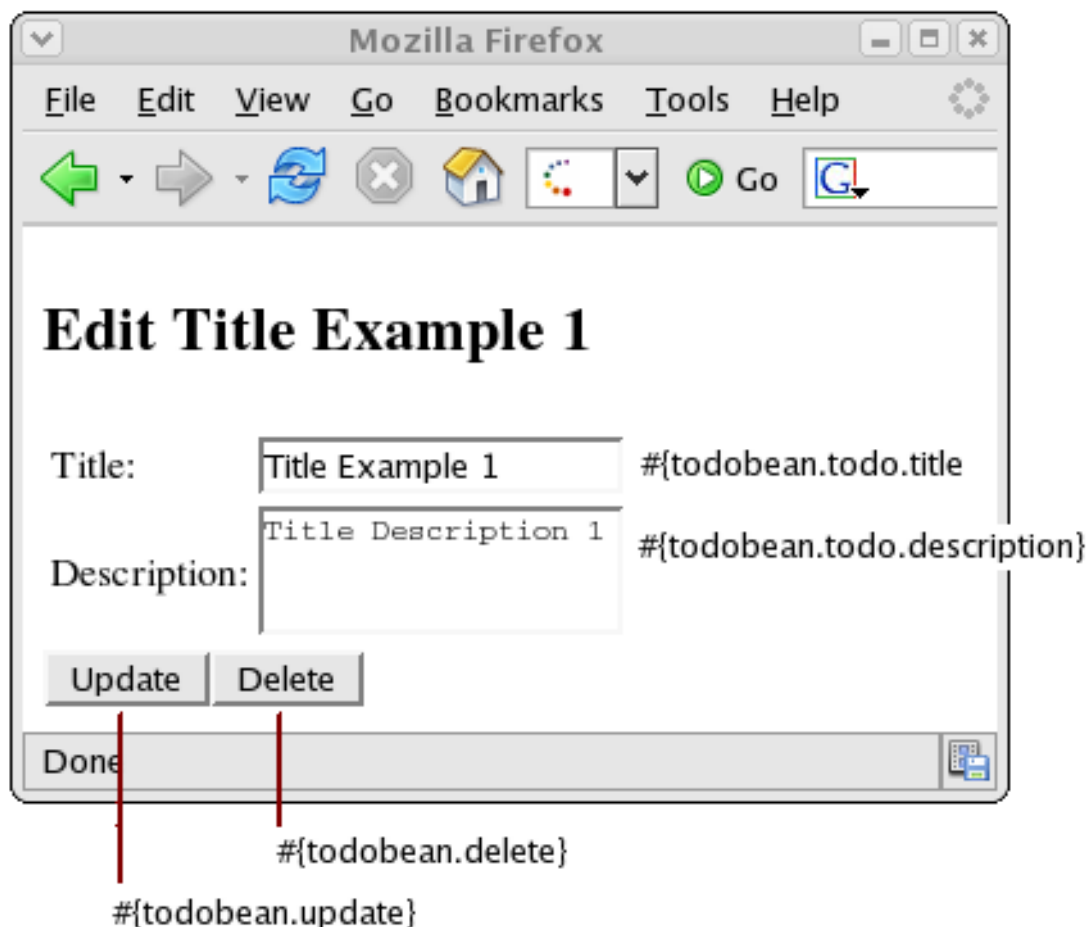 Mozilla Firefox
File Edit View Go Bookmarks Tools Help
Go G
Edit Title Example 1
Title: Title Example 1 #{todobean.todo.title
Title Description 1
#{todobean.todo.description}
Description:
Update Delete
Done
#{todobean.delete}
#{todobean.update}